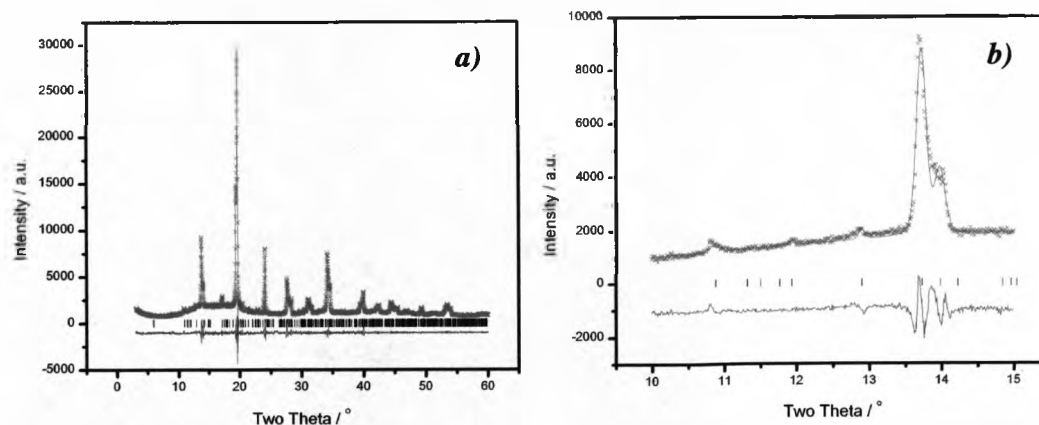 a)
30000
25000
20000
15000
10000
5000
0
-5000
Intensity / a.u.
0 10 20 30 40 50 60
Two Theta / °
b)
10000
8000
6000
4000
2000
0
-2000
Intensity / a.u.
10 11 12 13 14 15
Two Theta / °